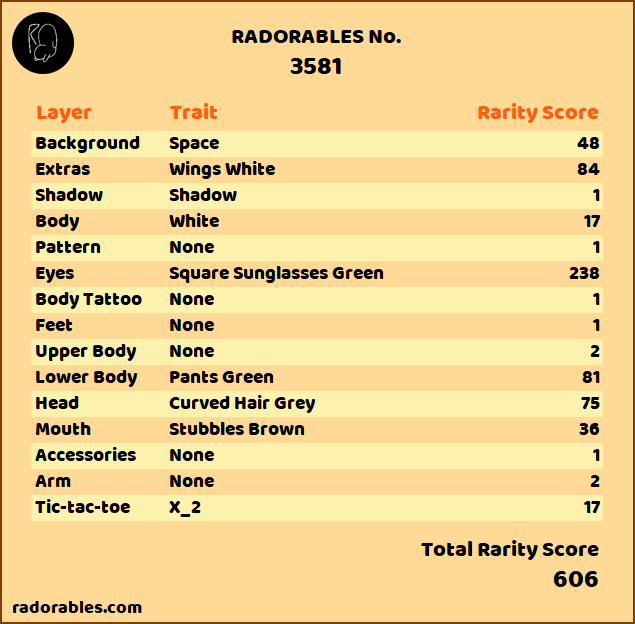 RADORABLES No.
3581
Layer Trait Rarity Score
Background Space 48
Extras Wings White 84
Shadow Shadow 1
Body White 17
Pattern None 1
Eyes Square Sunglasses Green 238
Body Tattoo None 1
Feet None 1
Upper Body None 2
Lower Body Pants Green 81
Head Curved Hair Grey 75
Mouth Stubbles Brown 36
Accessories None 1
Arm None 2
Tic-tac-toe X_2 17
Total Rarity Score
606
radorables.com